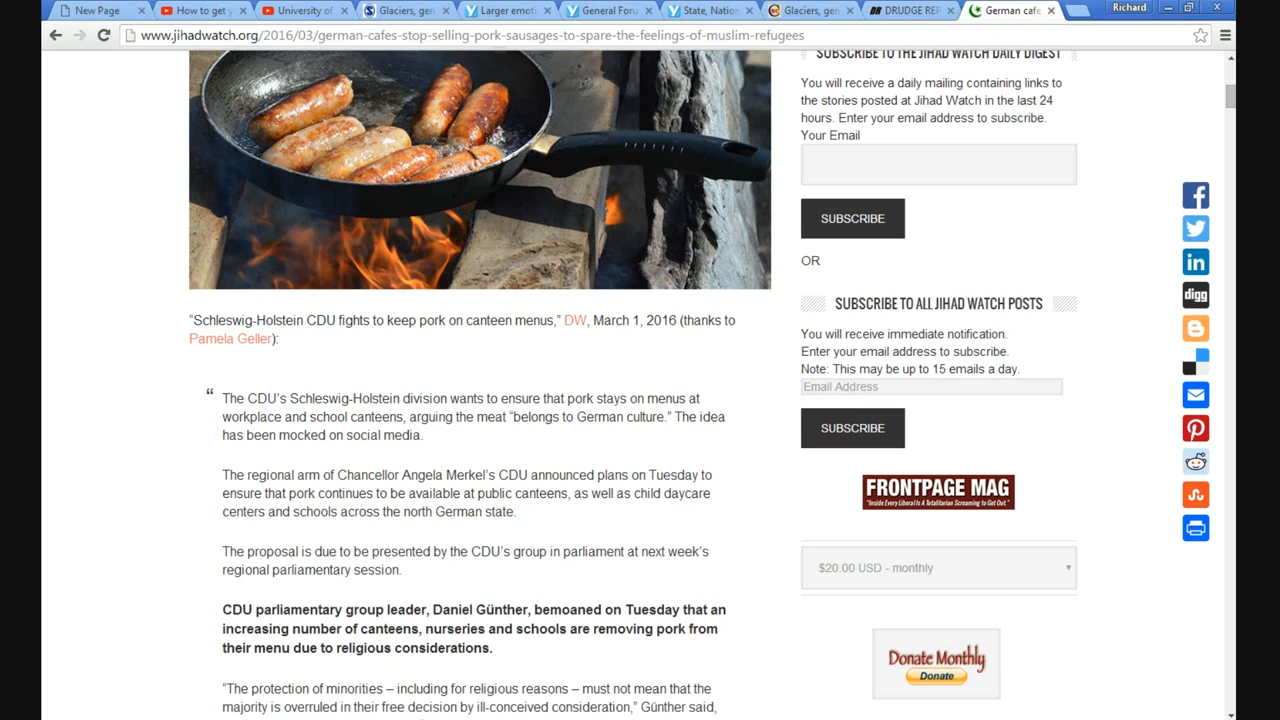 New Page
How to get y
University of
Glaciers, gen
Larger emoti
General Foru
State, Nation
Glaciers, gen
DRUDGE REP
German cafe
Richard
www.jihadwatch.org/2016/03/german-cafes-stop-selling-pork-sausages-to-spare-the-feelings-of-muslim-refugees
“Schleswig-Holstein CDU fights to keep pork on canteen menus,” DW, March 1, 2016 (thanks to
Pamela Geller):
“ The CDU’s Schleswig-Holstein division wants to ensure that pork stays on menus at
workplace and school canteens, arguing the meat “belongs to German culture.” The idea
has been mocked on social media.
The regional arm of Chancellor Angela Merkel’s CDU announced plans on Tuesday to
ensure that pork continues to be available at public canteens, as well as child daycare
centers and schools across the north German state.
The proposal is due to be presented by the CDU’s group in parliament at next week’s
regional parliamentary session.
CDU parliamentary group leader, Daniel Günther, bemoaned on Tuesday that an
increasing number of canteens, nurseries and schools are removing pork from
their menu due to religious considerations.
“The protection of minorities – including for religious reasons – must not mean that the
majority is overruled in their free decision by ill-conceived consideration,” Günther said,
SUBSCRIBE TO THE JIHAD WATCH DAILY DIGEST
You will receive a daily mailing containing links to
the stories posted at Jihad Watch in the last 24
hours. Enter your email address to subscribe.
Your Email
SUBSCRIBE
OR
SUBSCRIBE TO ALL JIHAD WATCH POSTS
You will receive immediate notification.
Enter your email address to subscribe.
Note: This may be up to 15 emails a day.
Email Address
SUBSCRIBE
FRONTPAGE MAG
"Inside Every Liberal Is A Totalitarian Screaming to Get Out"
$20.00 USD - monthly
Donate Monthly
Donate
digg